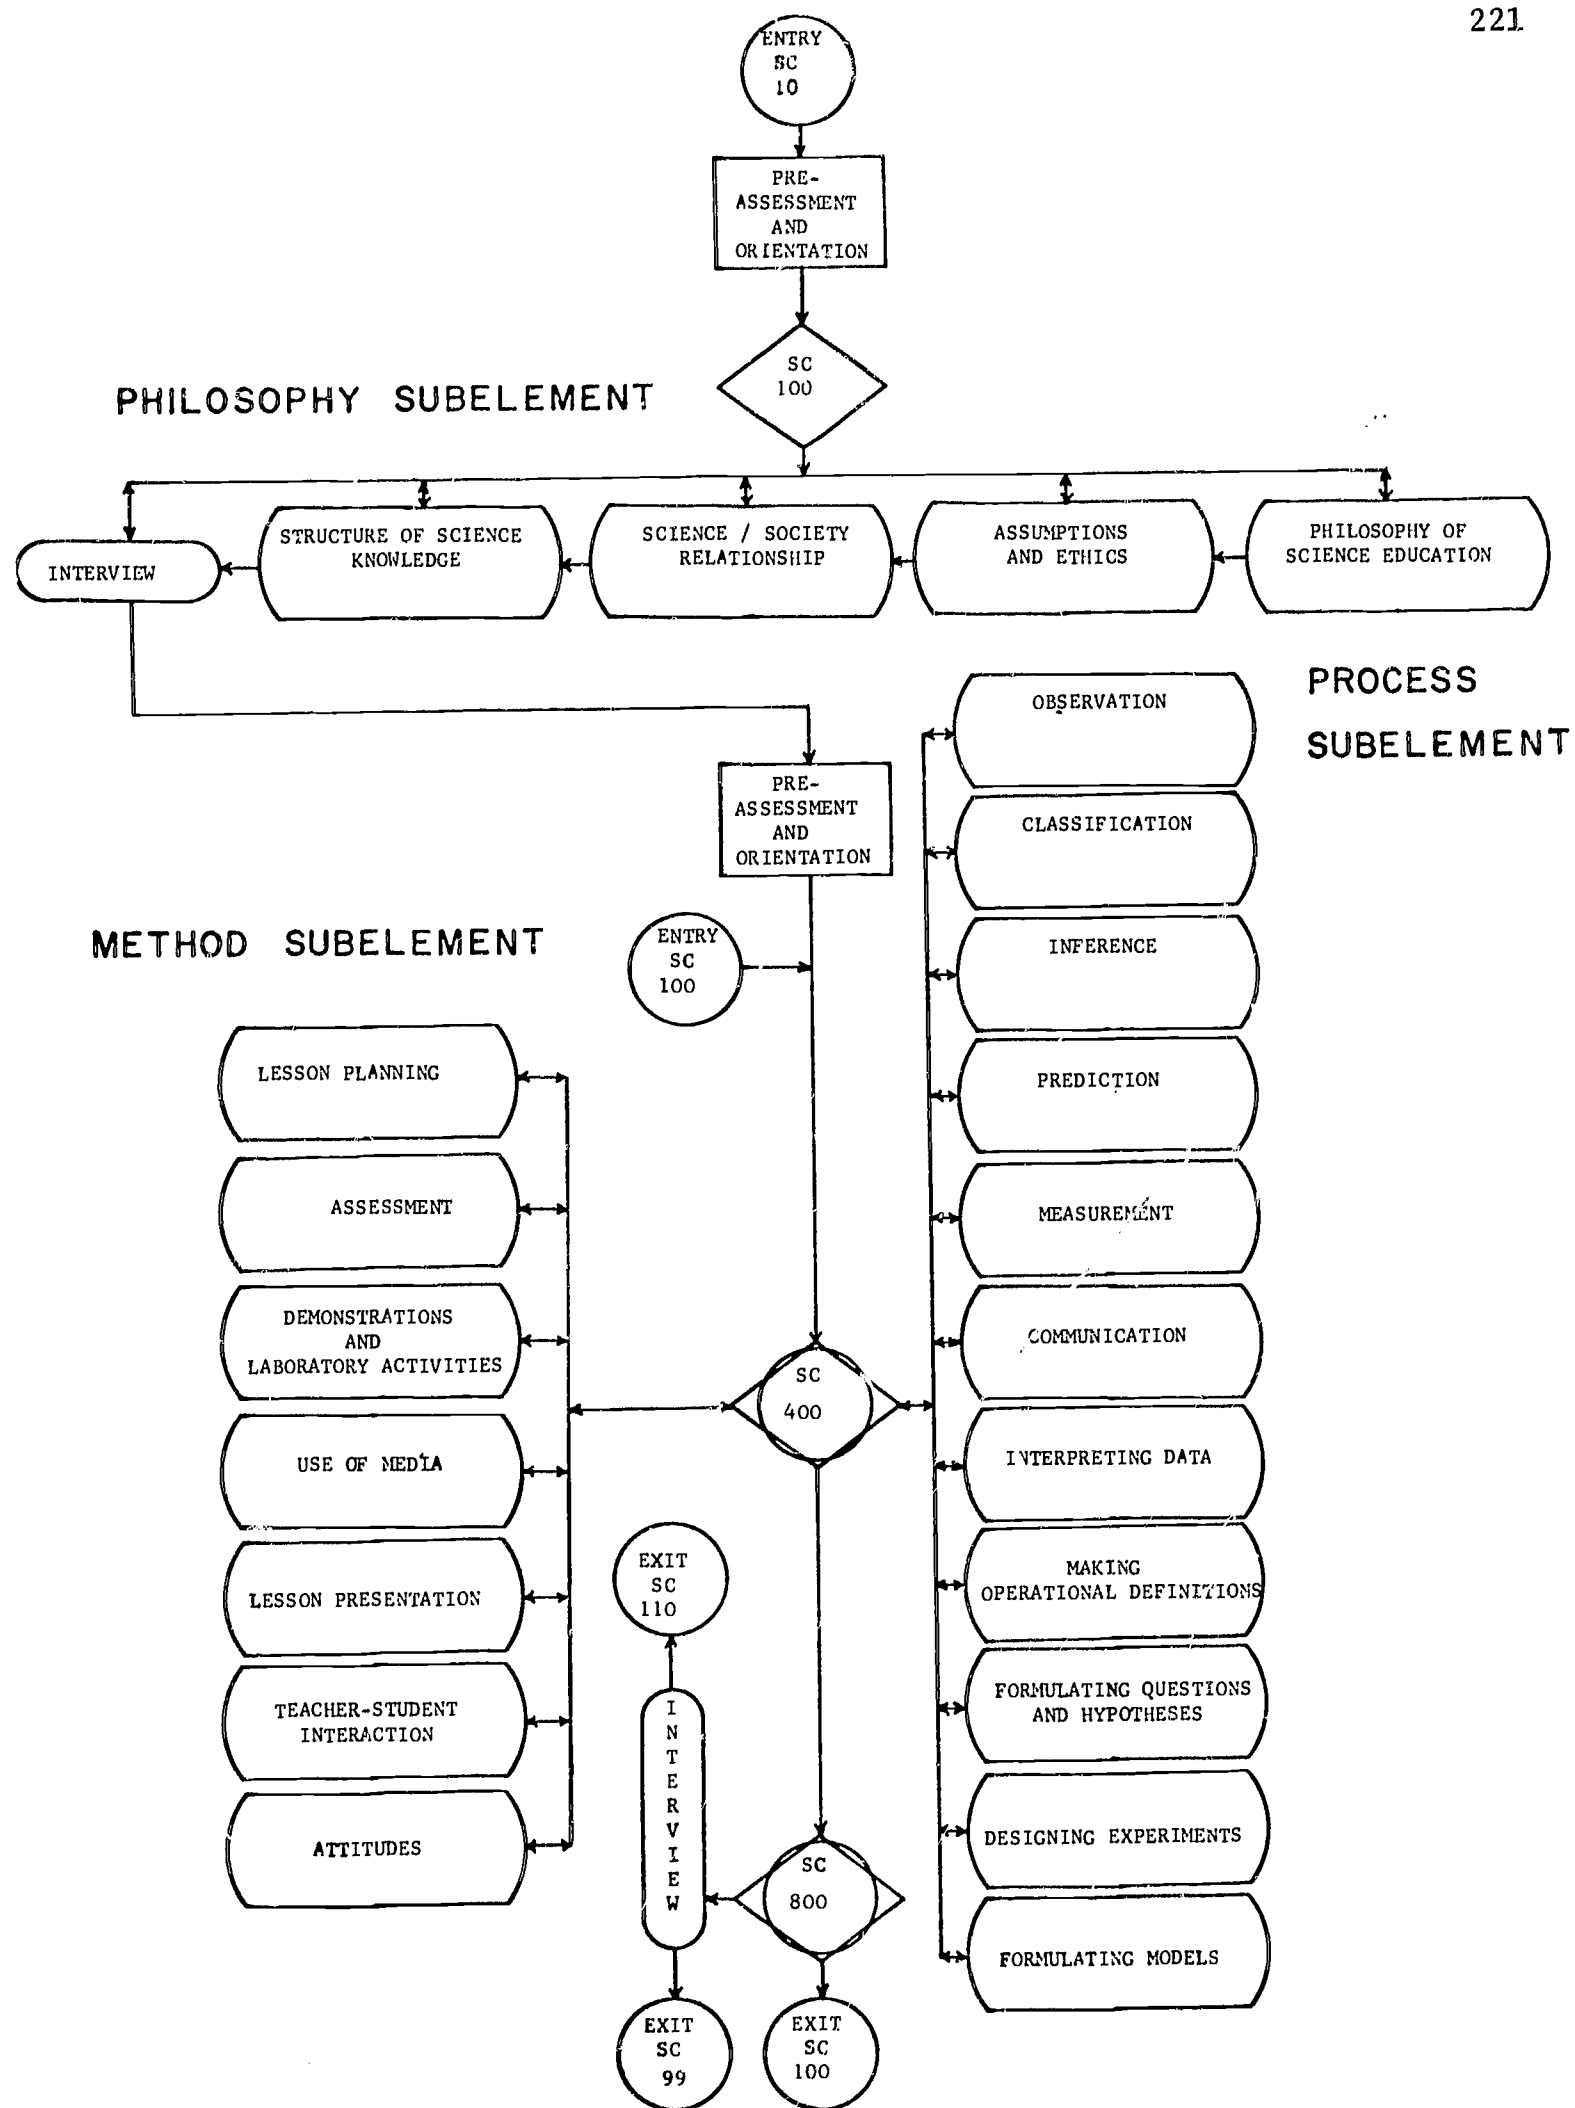 221
ENTRY
SC
10
PRE-
ASSESSMENT
AND
ORIENTATION
SC
100
PHILOSOPHY SUBELEMENT
INTERVIEW
STRUCTURE OF SCIENCE
KNOWLEDGE
SCIENCE / SOCIETY
RELATIONSHIP
ASSUMPTIONS
AND ETHICS
PHILOSOPHY OF
SCIENCE EDUCATION
PROCESS
SUBELEMENT
PRE-
ASSESSMENT
AND
ORIENTATION
ENTRY
SC
100
METHOD SUBELEMENT
LESSON PLANNING
ASSESSMENT
DEMONSTRATIONS
AND
LABORATORY ACTIVITIES
USE OF MEDIA
LESSON PRESENTATION
TEACHER-STUDENT
INTERACTION
ATTITUDES
SC
400
OBSERVATION
CLASSIFICATION
INFERENCE
PREDICTION
MEASUREMENT
COMMUNICATION
INTERPRETING DATA
MAKING
OPERATIONAL DEFINITIONS
FORMULATING QUESTIONS
AND HYPOTHESES
DESIGNING EXPERIMENTS
FORMULATING MODELS
EXIT
SC
110
I
N
T
E
R
V
I
E
W
SC
800
EXIT
SC
99
EXIT
SC
100